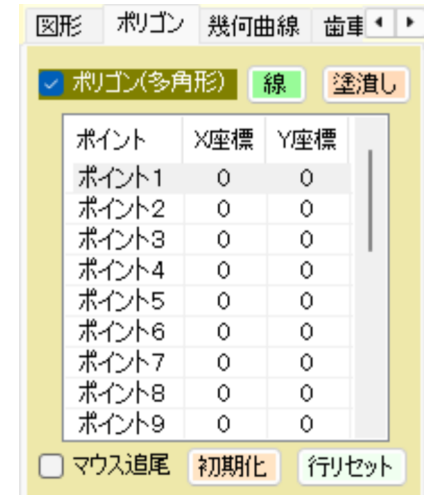 図形 ポリゴン 幾何曲線 歯車
ポリゴン(多角形) 線 塗潰し
ポイント X座標 Y座標
ポイント1 0 0
ポイント2 0 0
ポイント3 0 0
ポイント4 0 0
ポイント5 0 0
ポイント6 0 0
ポイント7 0 0
ポイント8 0 0
ポイント9 0 0
マウス追尾 初期化 行リセット